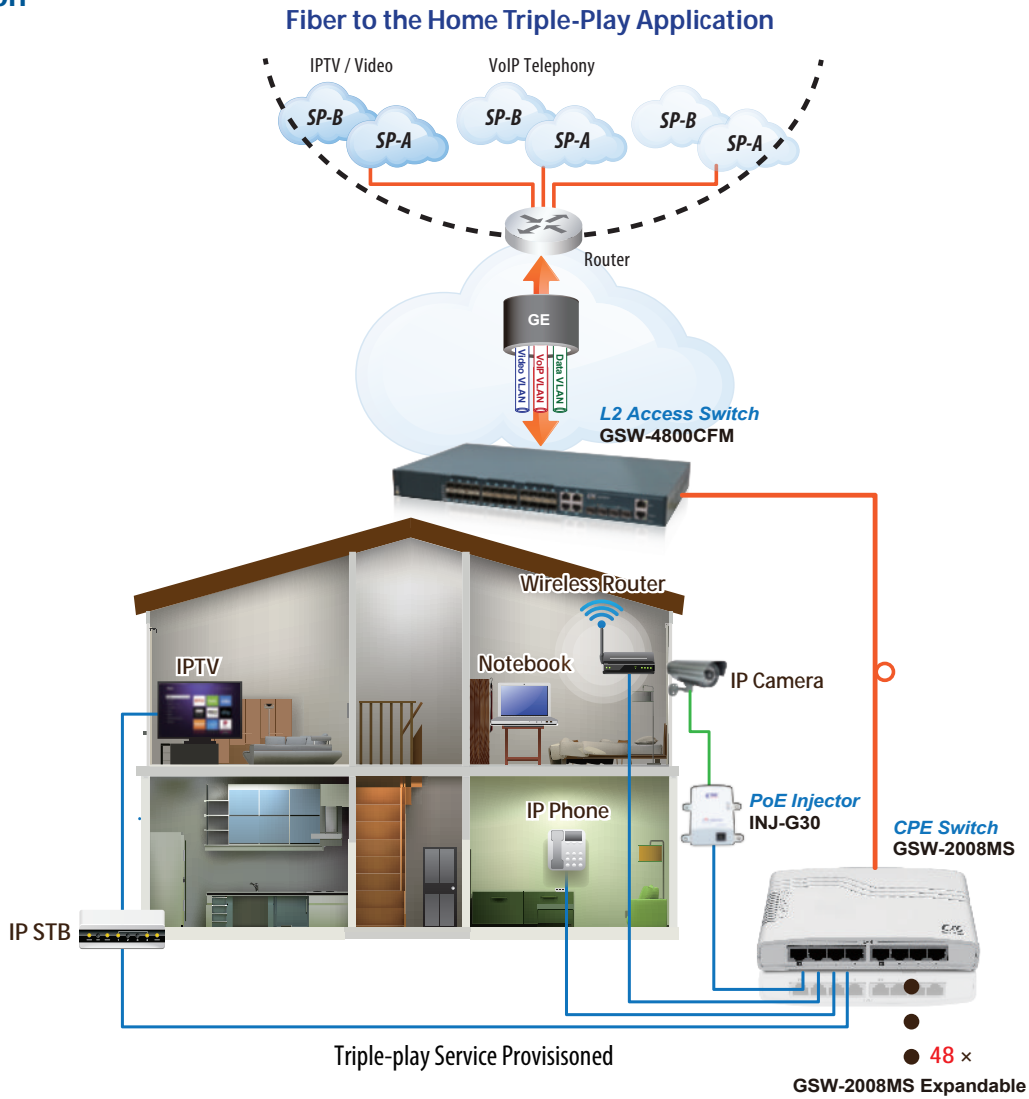 on
Fiber to the Home Triple-Play Application
IPTV / Video
VoIP Telephony
SP-B
SP-A
SP-B
SP-A
SP-B
SP-A
Router
GE
Video VLAN
VoIP VLAN
Data VLAN
L2 Access Switch
GSW-4800CFM
Wireless Router
IPTV
Notebook
IP Camera
IP Phone
PoE Injector
INJ-G30
CPE Switch
GSW-2008MS
IP STB
Triple-play Service Provisisoned
48 ×
GSW-2008MS Expandable